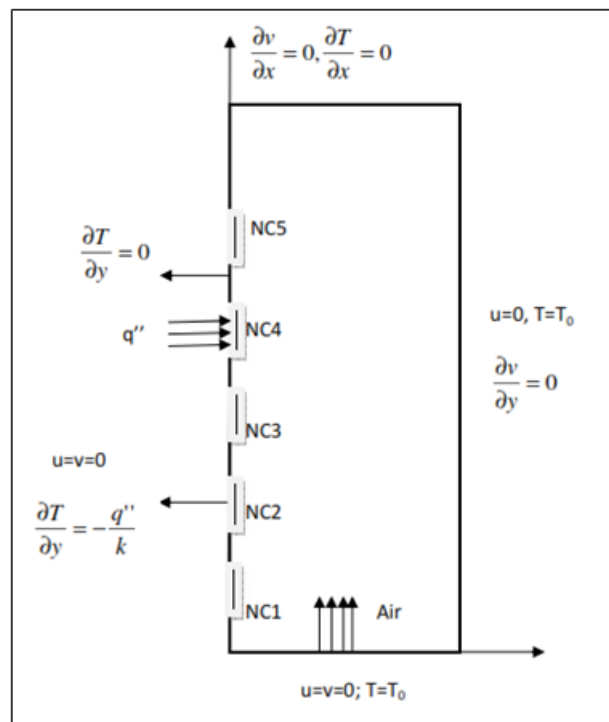 ∂v/∂x = 0, ∂T/∂x = 0
NC5
∂T/∂y = 0
q''
NC4
u=0, T=T₀
∂v/∂y = 0
NC3
u=v=0
∂T/∂y = − q''/k
NC2
NC1
Air
u=v=0; T=T₀